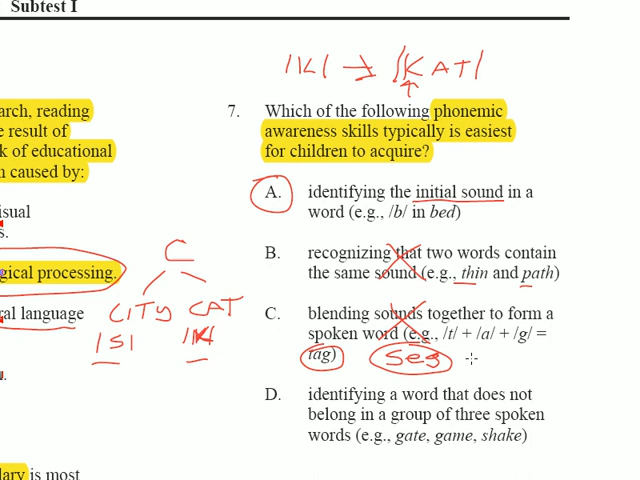 Subtest I
/K/ → /KAT/
arch, reading
e result of
k of educational
n caused by:
isual
s.
gical processing.
ral language
lary is most
C
CITY CAT
/S/ /K/
7. Which of the following phonemic
awareness skills typically is easiest
for children to acquire?
A. identifying the initial sound in a
word (e.g., /b/ in bed)
B. recognizing that two words contain
the same sound (e.g., thin and path)
C. blending sounds together to form a
spoken word (e.g., /t/ + /a/ + /g/ =
tag)
seg
D. identifying a word that does not
belong in a group of three spoken
words (e.g., gate, game, shake)